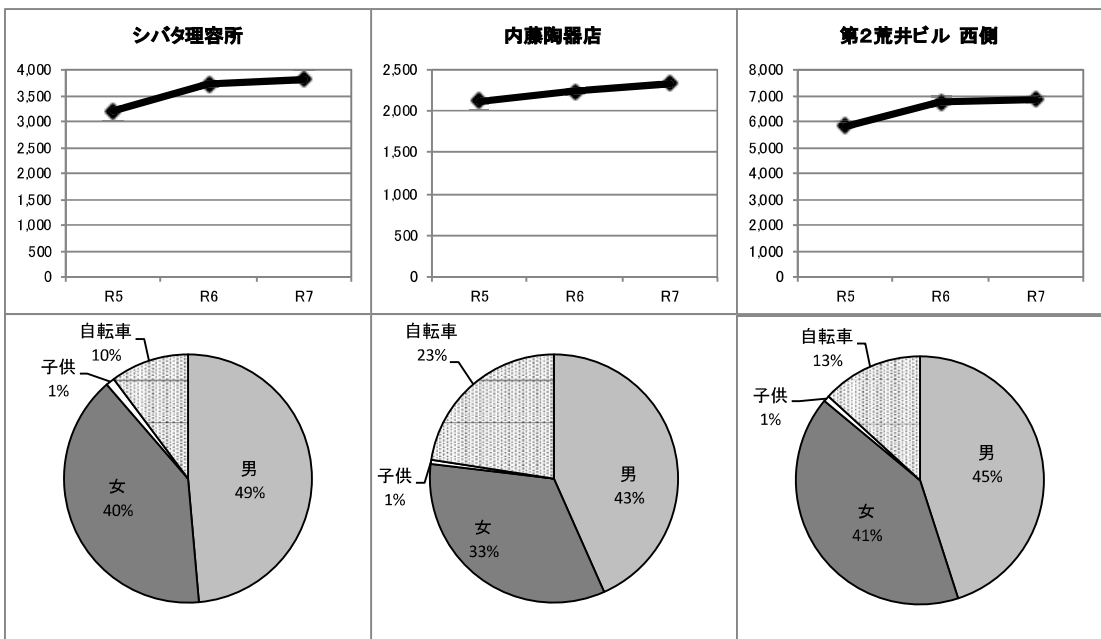 シバタ理容所
4,000
3,500
3,000
2,500
2,000
1,500
1,000
500
0
R5 R6 R7
内藤陶器店
2,500
2,000
1,500
1,000
500
0
R5 R6 R7
第2荒井ビル 西側
8,000
7,000
6,000
5,000
4,000
3,000
2,000
1,000
0
R5 R6 R7
自転車
10%
子供
1%
男
49%
女
40%
自転車
23%
子供
1%
男
43%
女
33%
自転車
13%
子供
1%
男
45%
女
41%